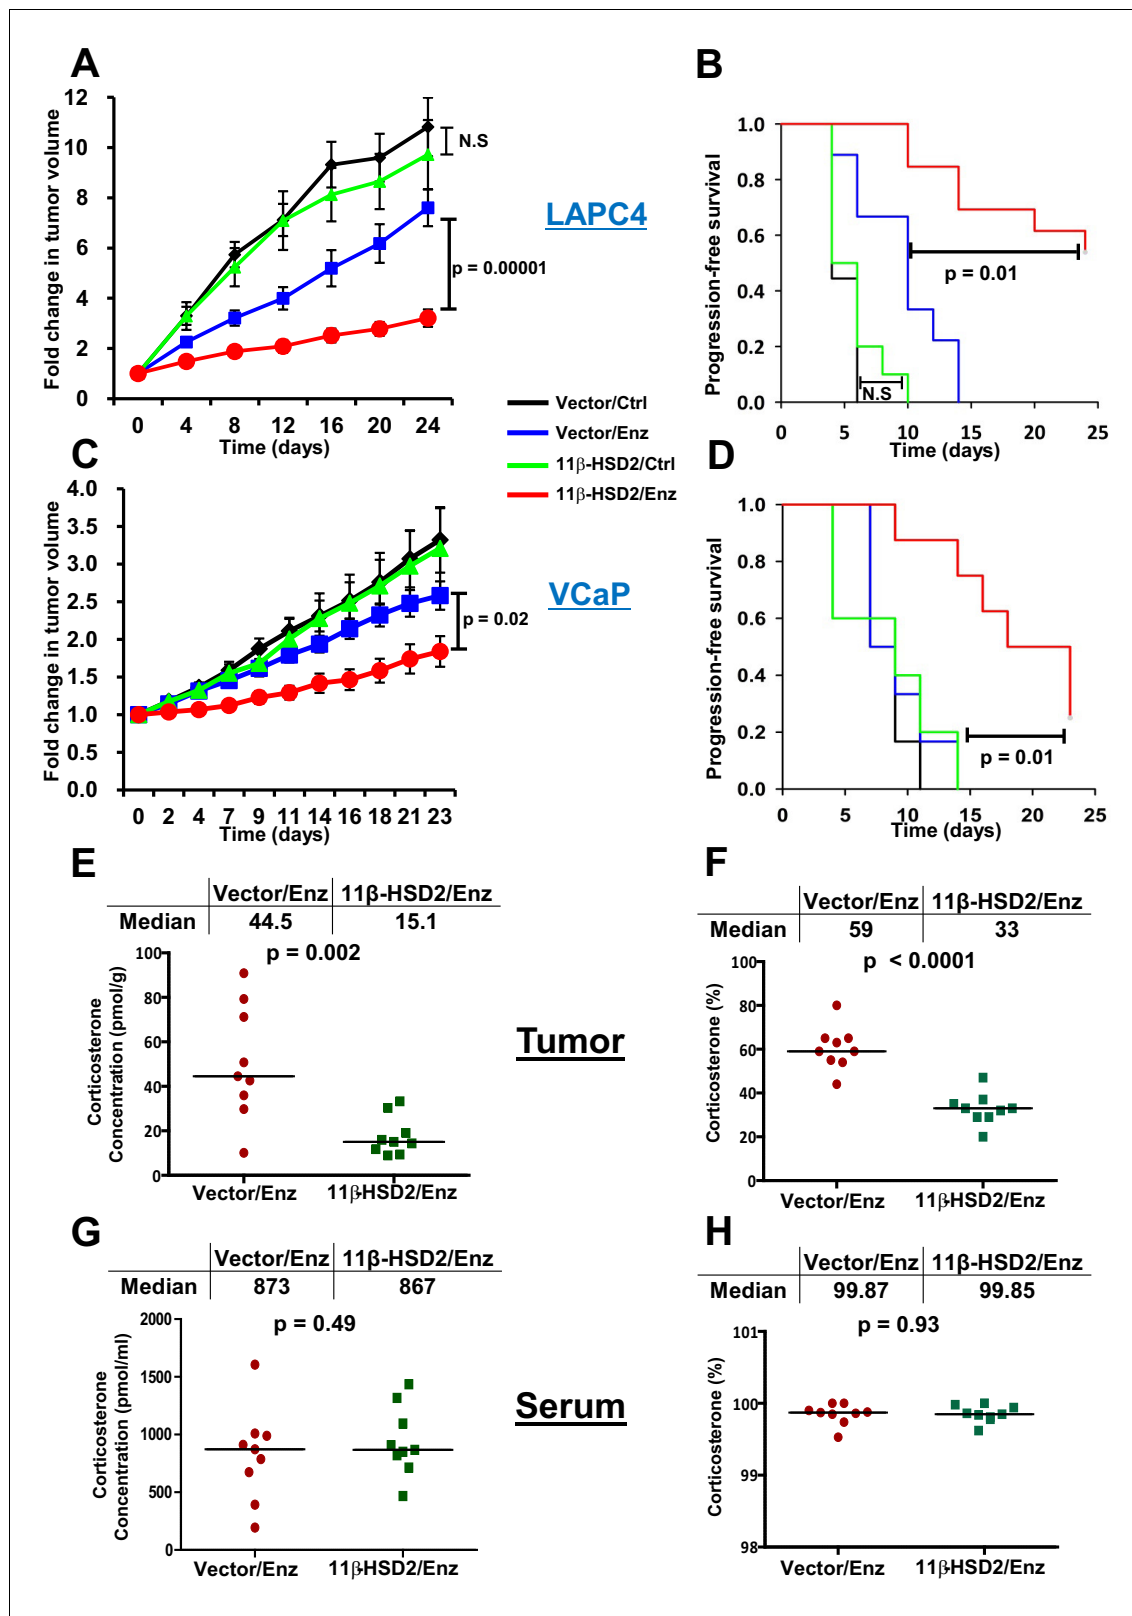 A
Fold change in tumor volume
12
10
8
6
4
2
0
0 4 8 12 16 20 24
Time (days)
N.S
p = 0.00001
LAPC4
B
Progression-free survival
1.0
0.8
0.6
0.4
0.2
0.0
0 5 10 15 20 25
Time (days)
p = 0.01
N.S
Vector/Ctrl
Vector/Enz
11β-HSD2/Ctrl
11β-HSD2/Enz
C
Fold change in tumor volume
4.0
3.5
3.0
2.5
2.0
1.5
1.0
0.5
0.0
0 2 4 7 9 11 14 16 18 21 23
Time (days)
p = 0.02
VCaP
D
Progression-free survival
1.0
0.8
0.6
0.4
0.2
0.0
0 5 10 15 20 25
Time (days)
p = 0.01
E
Vector/Enz 11β-HSD2/Enz
Median 44.5 15.1
p = 0.002
Corticosterone
Concentration (pmol/g)
100
80
60
40
20
0
Vector/Enz 11β-HSD2/Enz
Tumor
F
Vector/Enz 11β-HSD2/Enz
Median 59 33
p < 0.0001
Corticosterone (%)
100
80
60
40
20
0
Vector/Enz 11β-HSD2/Enz
G
Vector/Enz 11β-HSD2/Enz
Median 873 867
p = 0.49
Corticosterone
Concentration (pmol/ml)
2000
1500
1000
500
0
Vector/Enz 11β-HSD2/Enz
Serum
H
Vector/Enz 11β-HSD2/Enz
Median 99.87 99.85
p = 0.93
Corticosterone (%)
101
100
99
98
Vector/Enz 11β-HSD2/Enz